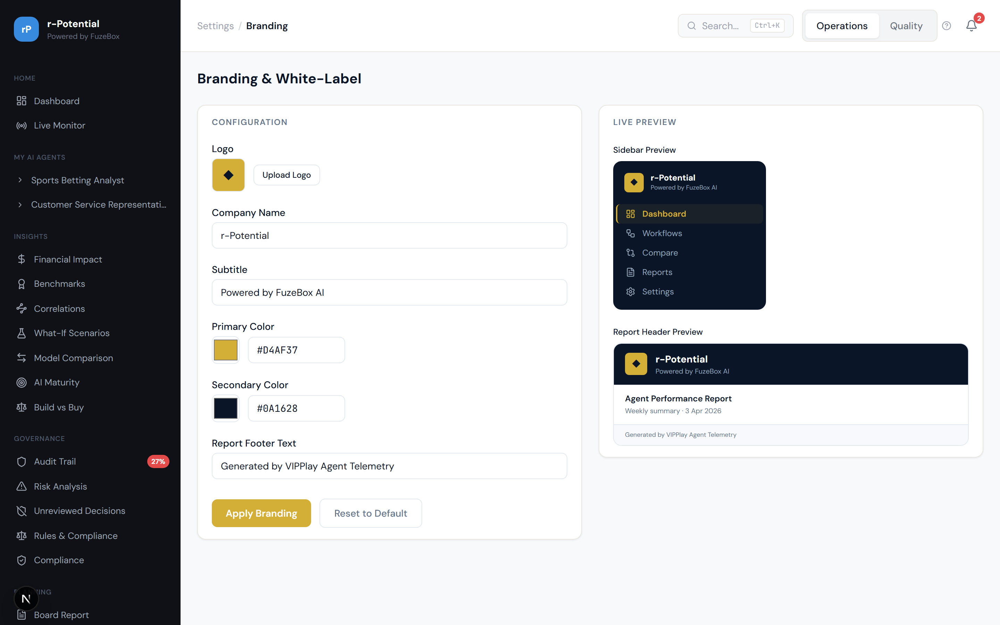 rP
r-Potential
Powered by FuzeBox
HOME
Dashboard
Live Monitor
MY AI AGENTS
Sports Betting Analyst
Customer Service Representati...
INSIGHTS
Financial Impact
Benchmarks
Correlations
What-If Scenarios
Model Comparison
AI Maturity
Build vs Buy
GOVERNANCE
Audit Trail 27%
Risk Analysis
Unreviewed Decisions
Rules & Compliance
Compliance
N
Board Report
Settings / Branding
Search... Ctrl+K
Operations Quality
2
Branding & White-Label
CONFIGURATION
Logo
Upload Logo
Company Name
r-Potential
Subtitle
Powered by FuzeBox AI
Primary Color
#D4AF37
Secondary Color
#0A1628
Report Footer Text
Generated by VIPPlay Agent Telemetry
Apply Branding Reset to Default
LIVE PREVIEW
Sidebar Preview
r-Potential
Powered by FuzeBox AI
Dashboard
Workflows
Compare
Reports
Settings
Report Header Preview
r-Potential
Powered by FuzeBox AI
Agent Performance Report
Weekly summary · 3 Apr 2026
Generated by VIPPlay Agent Telemetry